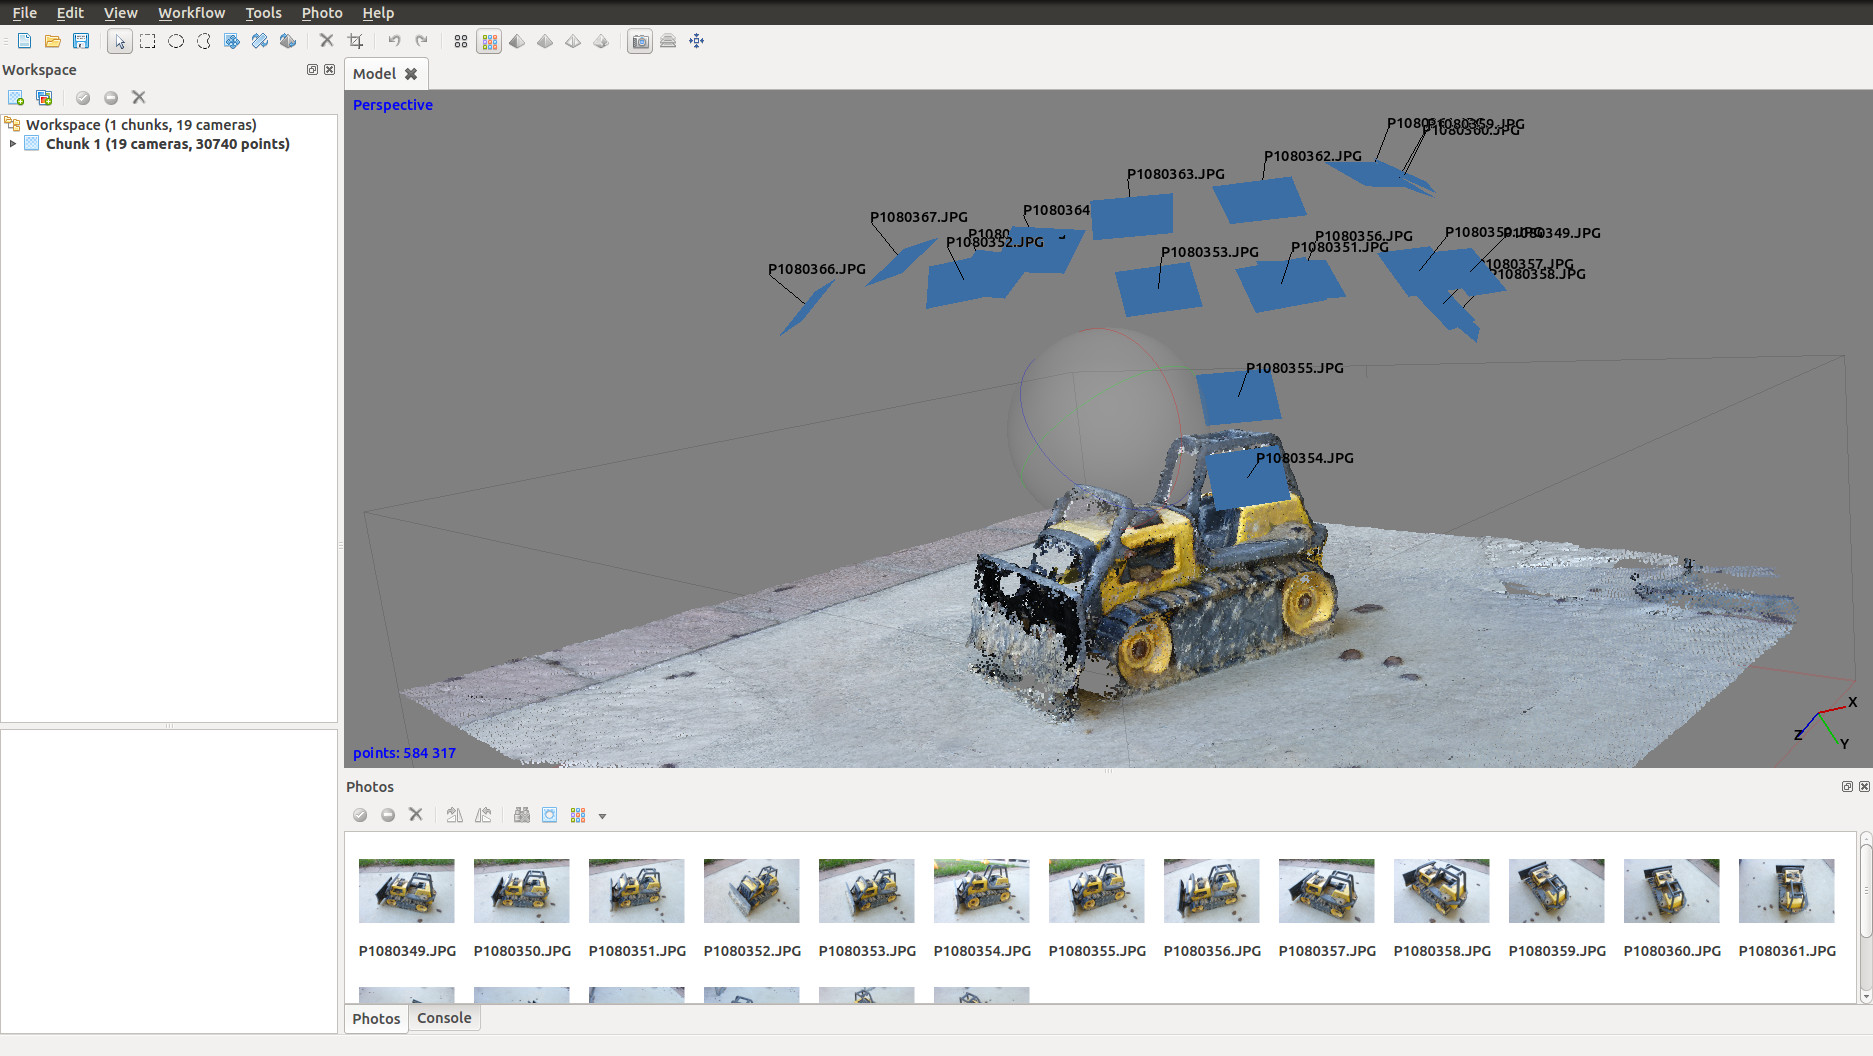 File Edit View Workflow Tools Photo Help
Workspace
Workspace (1 chunks, 19 cameras)
Chunk 1 (19 cameras, 30740 points)
Model
Perspective
P1080359.JPG
P1080360.JPG
P1080362.JPG
P1080363.JPG
P1080364
P1080367.JPG
P1080352.JPG
P1080366.JPG
P1080353.JPG
P1080356.JPG
P1080351.JPG
P1080350.JPG
P1080349.JPG
P1080357.JPG
P1080358.JPG
P1080355.JPG
P1080354.JPG
X
Z
Y
points: 584 317
Photos
P1080349.JPG P1080350.JPG P1080351.JPG P1080352.JPG P1080353.JPG P1080354.JPG P1080355.JPG P1080356.JPG P1080357.JPG P1080358.JPG P1080359.JPG P1080360.JPG P1080361.JPG
Photos Console